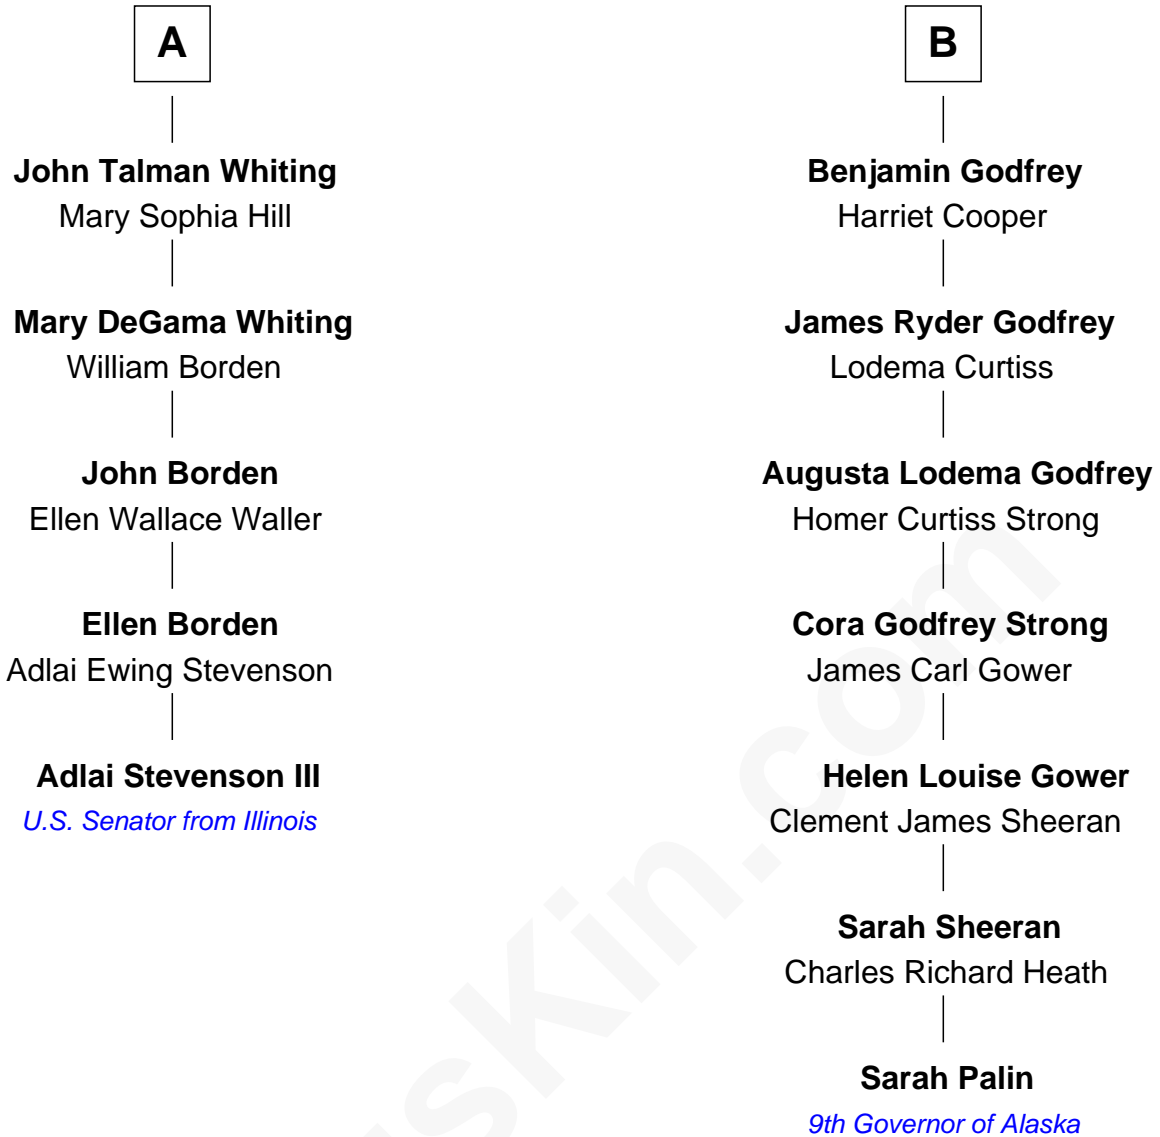 A
John Talman Whiting
Mary Sophia Hill
Mary DeGama Whiting
William Borden
John Borden
Ellen Wallace Waller
Ellen Borden
Adlai Ewing Stevenson
Adlai Stevenson III
U.S. Senator from Illinois
B
Benjamin Godfrey
Harriet Cooper
James Ryder Godfrey
Lodema Curtiss
Augusta Lodema Godfrey
Homer Curtiss Strong
Cora Godfrey Strong
James Carl Gower
Helen Louise Gower
Clement James Sheeran
Sarah Sheeran
Charles Richard Heath
Sarah Palin
9th Governor of Alaska